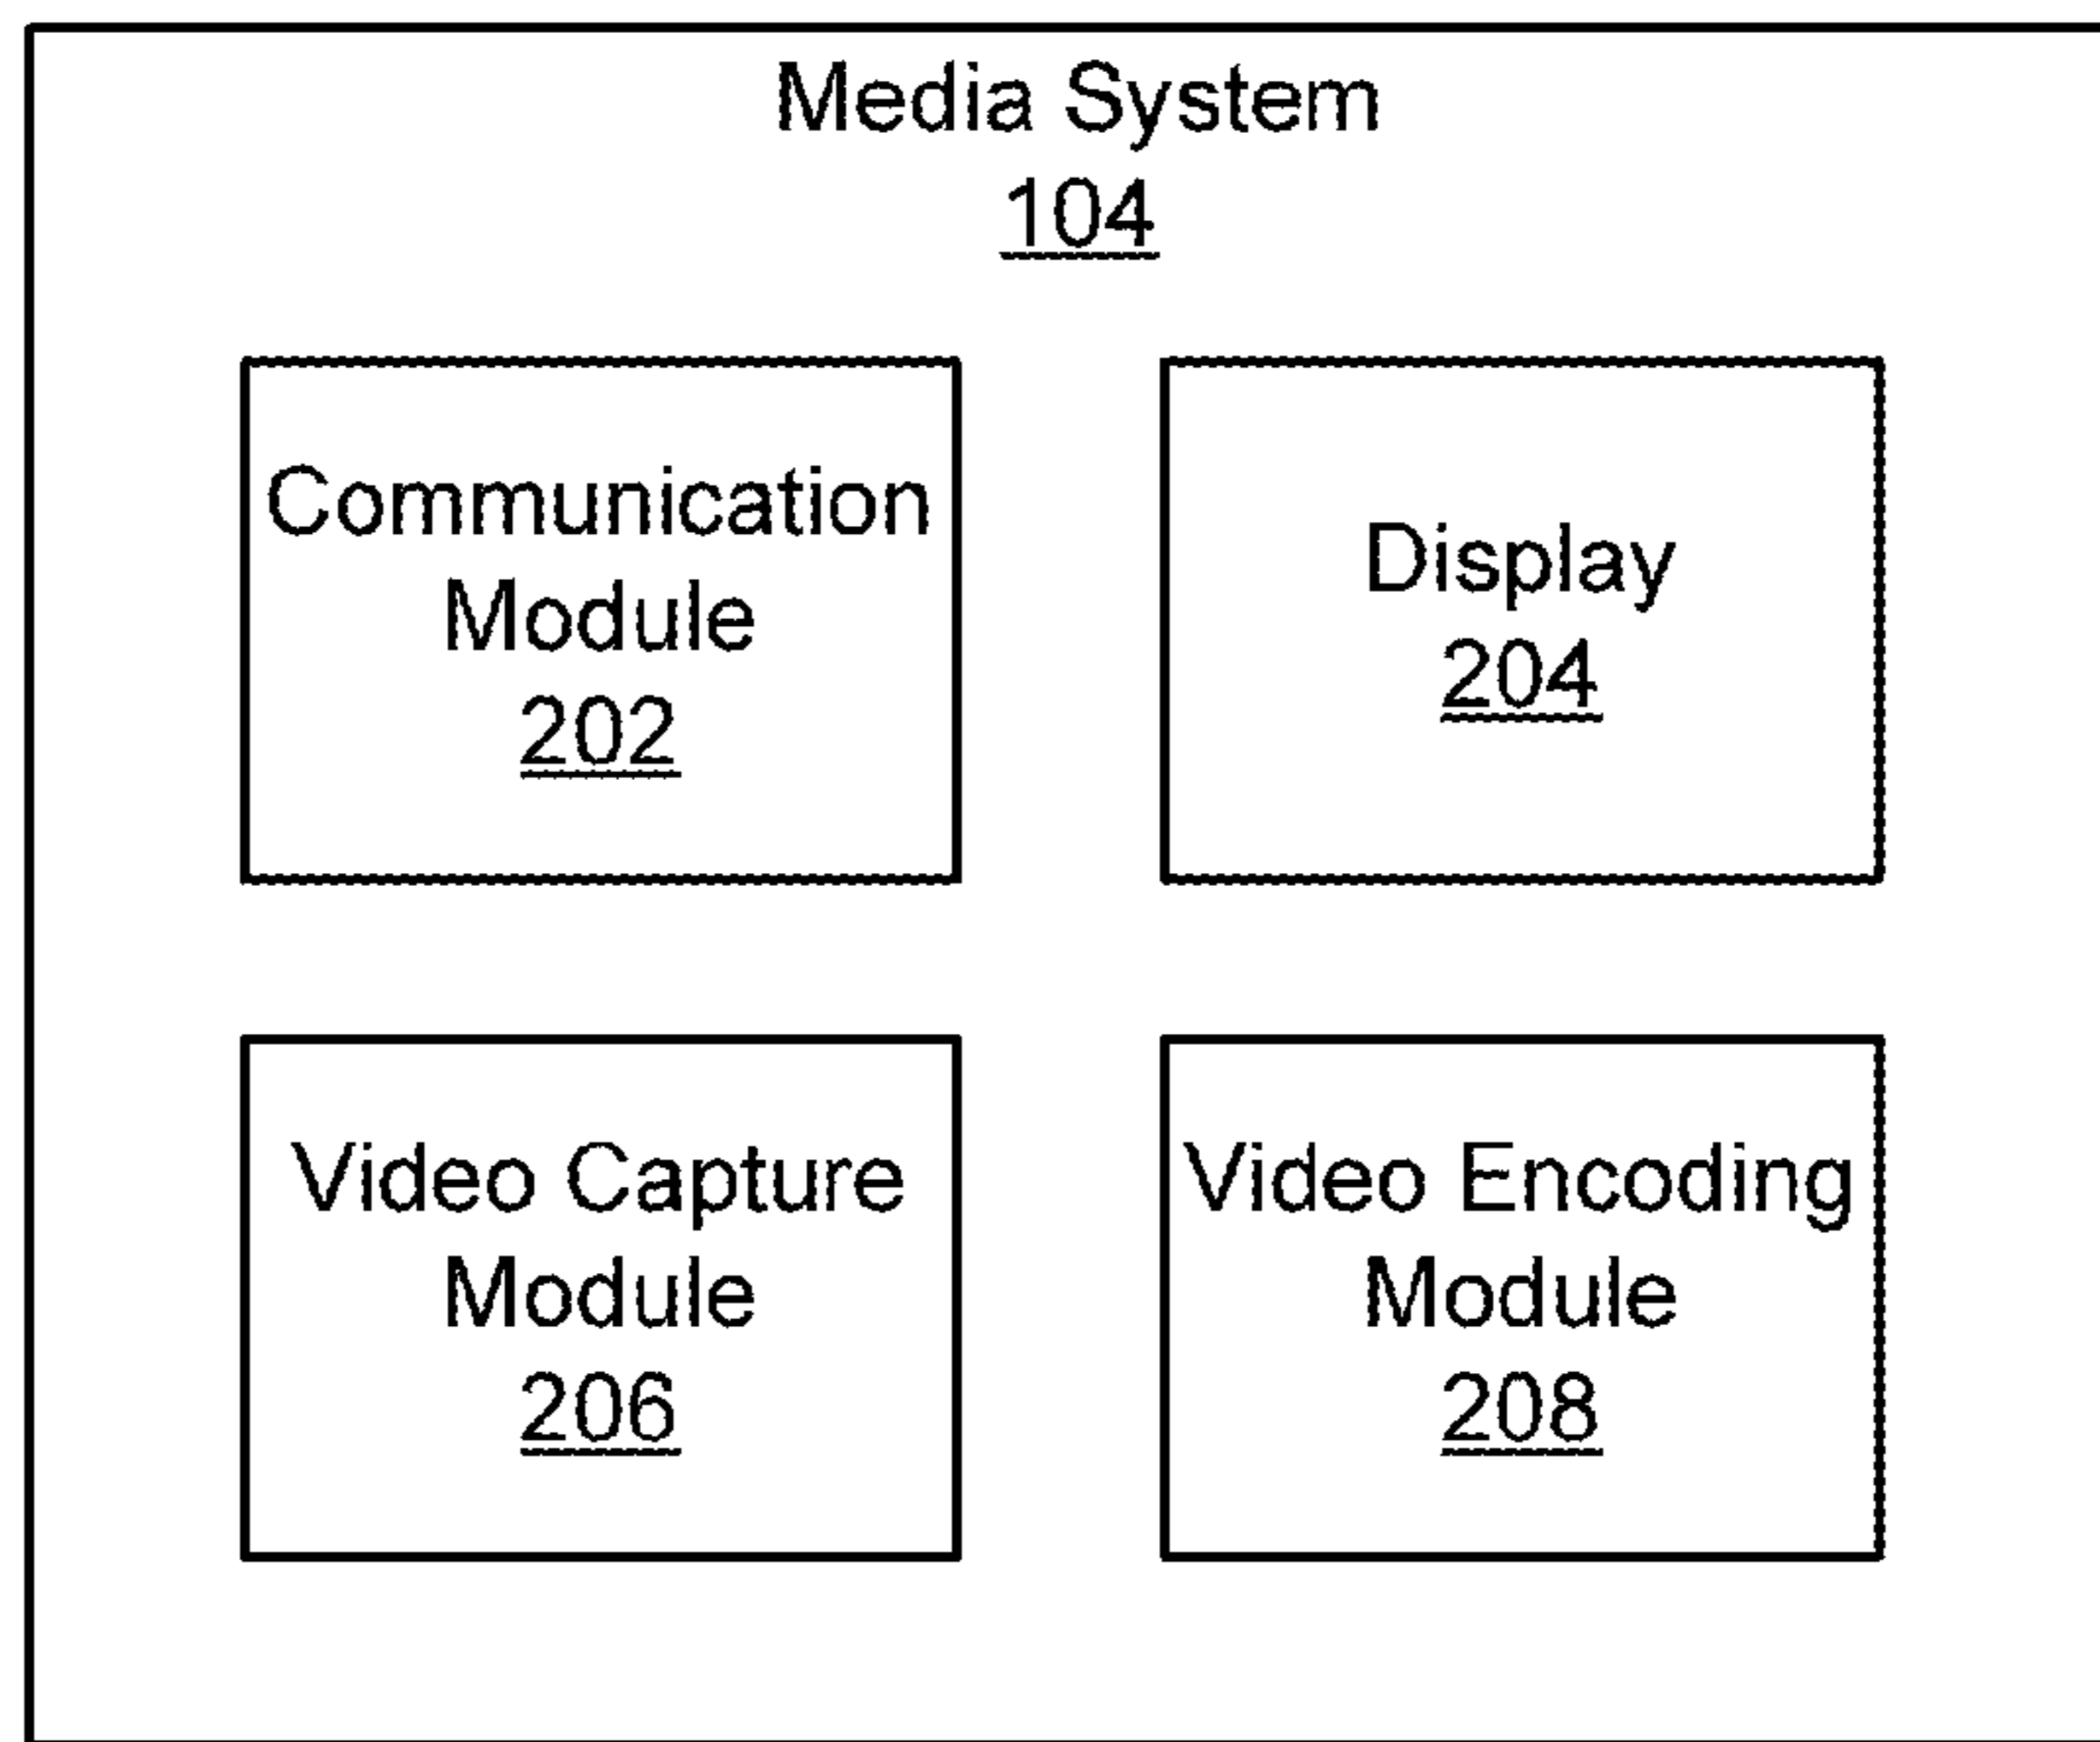 Media System
104
Communication
Module
202
Display
204
Video Capture
Module
206
Video Encoding
Module
208